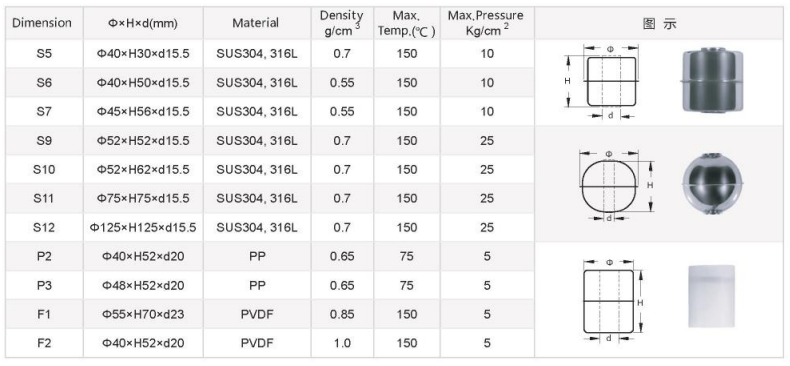 Dimension Φ×H×d(mm) Material Density g/cm³ Max. Temp.(℃) Max.Pressure Kg/cm² 图 示
S5 Φ40×H30×d15.5 SUS304, 316L 0.7 150 10
S6 Φ40×H50×d15.5 SUS304, 316L 0.55 150 10
S7 Φ45×H56×d15.5 SUS304, 316L 0.55 150 10
Φ
H
d
S9 Φ52×H52×d15.5 SUS304, 316L 0.7 150 25
S10 Φ52×H62×d15.5 SUS304, 316L 0.7 150 25
S11 Φ75×H75×d15.5 SUS304, 316L 0.7 150 25
S12 Φ125×H125×d15.5 SUS304, 316L 0.7 150 25
Φ
H
d
P2 Φ40×H52×d20 PP 0.65 75 5
P3 Φ48×H52×d20 PP 0.65 75 5
F1 Φ55×H70×d23 PVDF 0.85 150 5
F2 Φ40×H52×d20 PVDF 1.0 150 5
Φ
H
d